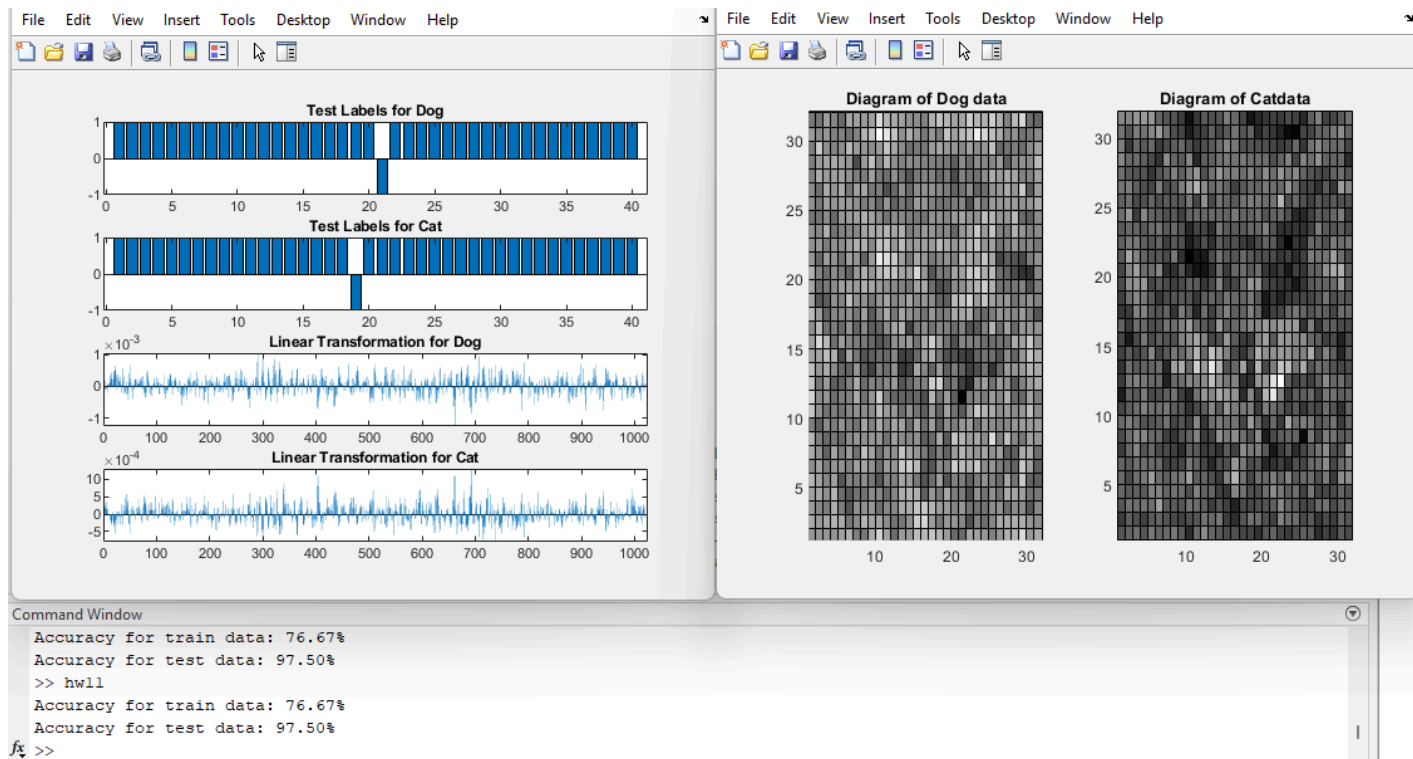 File Edit View Insert Tools Desktop Window Help
Test Labels for Dog
1
0
-1
0 5 10 15 20 25 30 35 40
Test Labels for Cat
1
0
-1
0 5 10 15 20 25 30 35 40
Linear Transformation for Dog
×10^-3
1
0
-1
0 100 200 300 400 500 600 700 800 900 1000
Linear Transformation for Cat
×10^-4
10
5
0
-5
0 100 200 300 400 500 600 700 800 900 1000
File Edit View Insert Tools Desktop Window Help
Diagram of Dog data
30
25
20
15
10
5
10 20 30
Diagram of Catdata
30
25
20
15
10
5
10 20 30
Command Window
Accuracy for train data: 76.67%
Accuracy for test data: 97.50%
>> hw11
Accuracy for train data: 76.67%
Accuracy for test data: 97.50%
fx >>